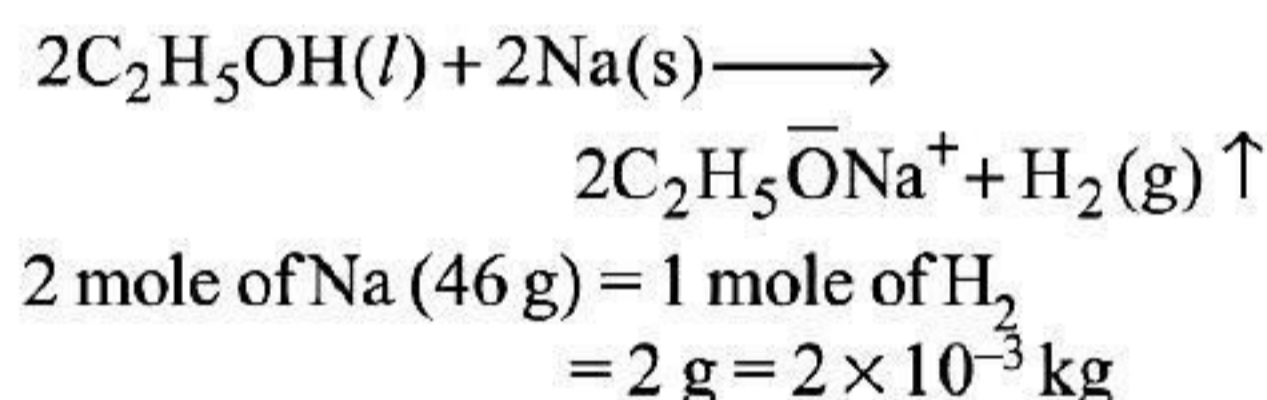 2C₂H₅OH(l) + 2Na(s) ⟶
2C₂H₅O̅Na⁺ + H₂(g) ↑
2 mole of Na (46 g) = 1 mole of H₂
= 2 g = 2 × 10⁻³ kg